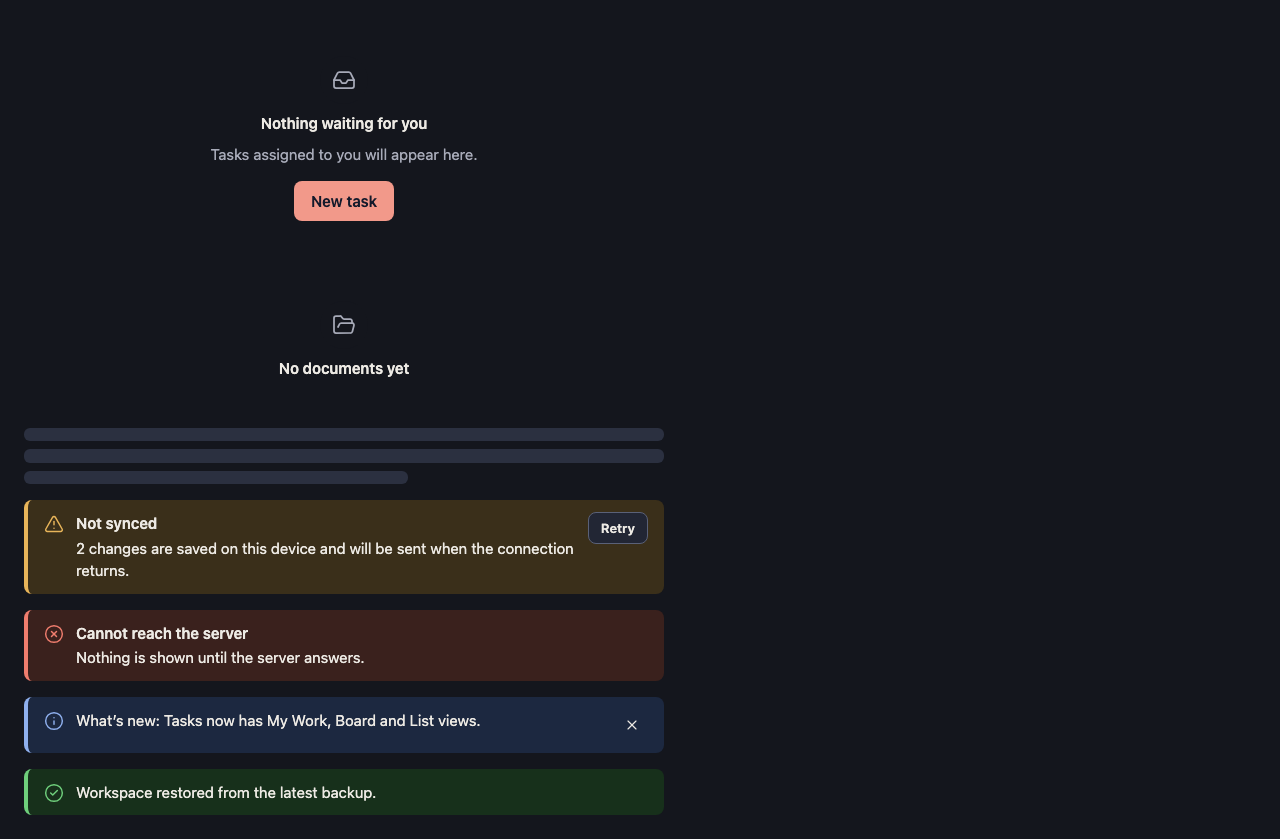 Nothing waiting for you
Tasks assigned to you will appear here.
New task
No documents yet
Not synced
Retry
2 changes are saved on this device and will be sent when the connection
returns.
Cannot reach the server
Nothing is shown until the server answers.
What’s new: Tasks now has My Work, Board and List views.
Workspace restored from the latest backup.